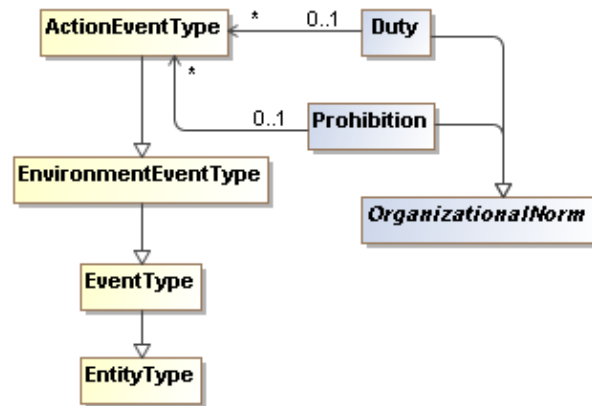 ActionEventType
*
0..1
Duty
*
0..1
Prohibition
EnvironmentEventType
OrganizationalNorm
EventType
EntityType